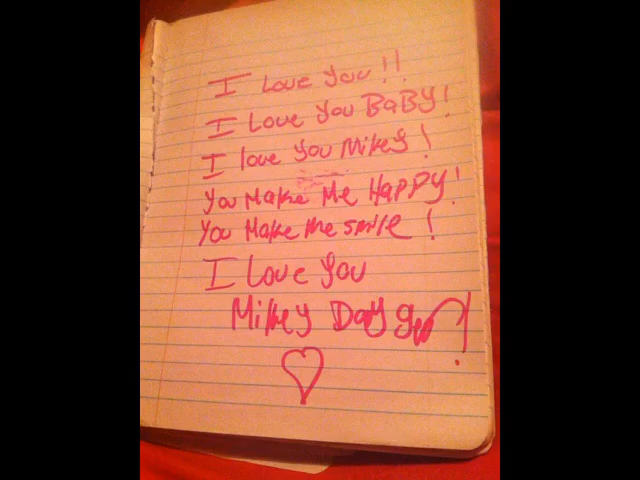 I Love You!!
I Love You BaBY!
I love You Mikey!
You Make Me HaPPY!
You Make me smile!
I Love You
Mikey